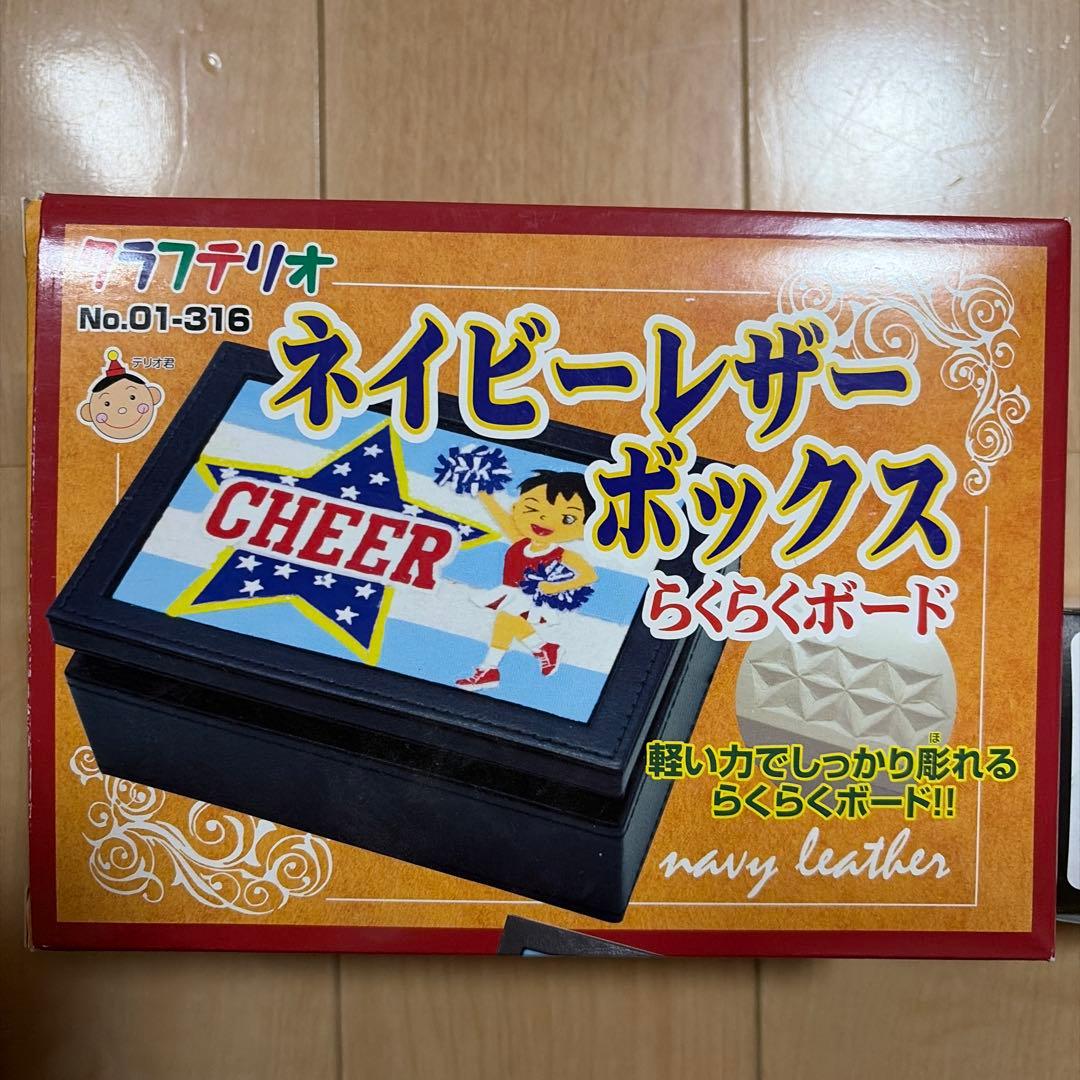 クラフテリオ
No.01-316
テリオ君
ネイビーレザー
ボックス
らくらくボード
CHEER
ほ
軽い力でしっかり彫れる
らくらくボード!!
navy leather